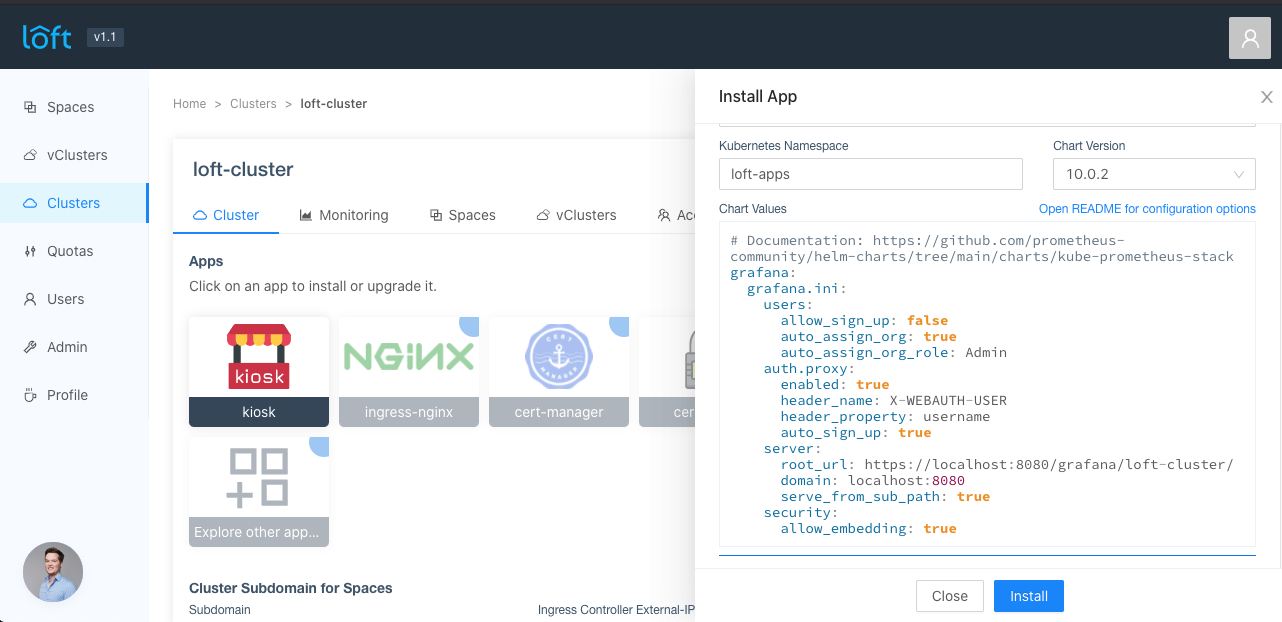 loft v1.1
Spaces
vClusters
Clusters
Quotas
Users
Admin
Profile
Home > Clusters > loft-cluster
loft-cluster
Cluster Monitoring Spaces vClusters
Apps
Click on an app to install or upgrade it.
kiosk
kiosk
NGiNX
ingress-nginx
CERT
MANAGER
cert-manager
Explore other app...
Cluster Subdomain for Spaces
Subdomain
Ingress Controller External-IP
Install App
Kubernetes Namespace
loft-apps
Chart Version
10.0.2
Chart Values
Open README for configuration options
# Documentation: https://github.com/prometheus-
community/helm-charts/tree/main/charts/kube-prometheus-stack
grafana:
  grafana.ini:
    users:
      allow_sign_up: false
      auto_assign_org: true
      auto_assign_org_role: Admin
    auth.proxy:
      enabled: true
      header_name: X-WEBAUTH-USER
      header_property: username
      auto_sign_up: true
    server:
      root_url: https://localhost:8080/grafana/loft-cluster/
      domain: localhost:8080
      serve_from_sub_path: true
    security:
      allow_embedding: true
Close
Install